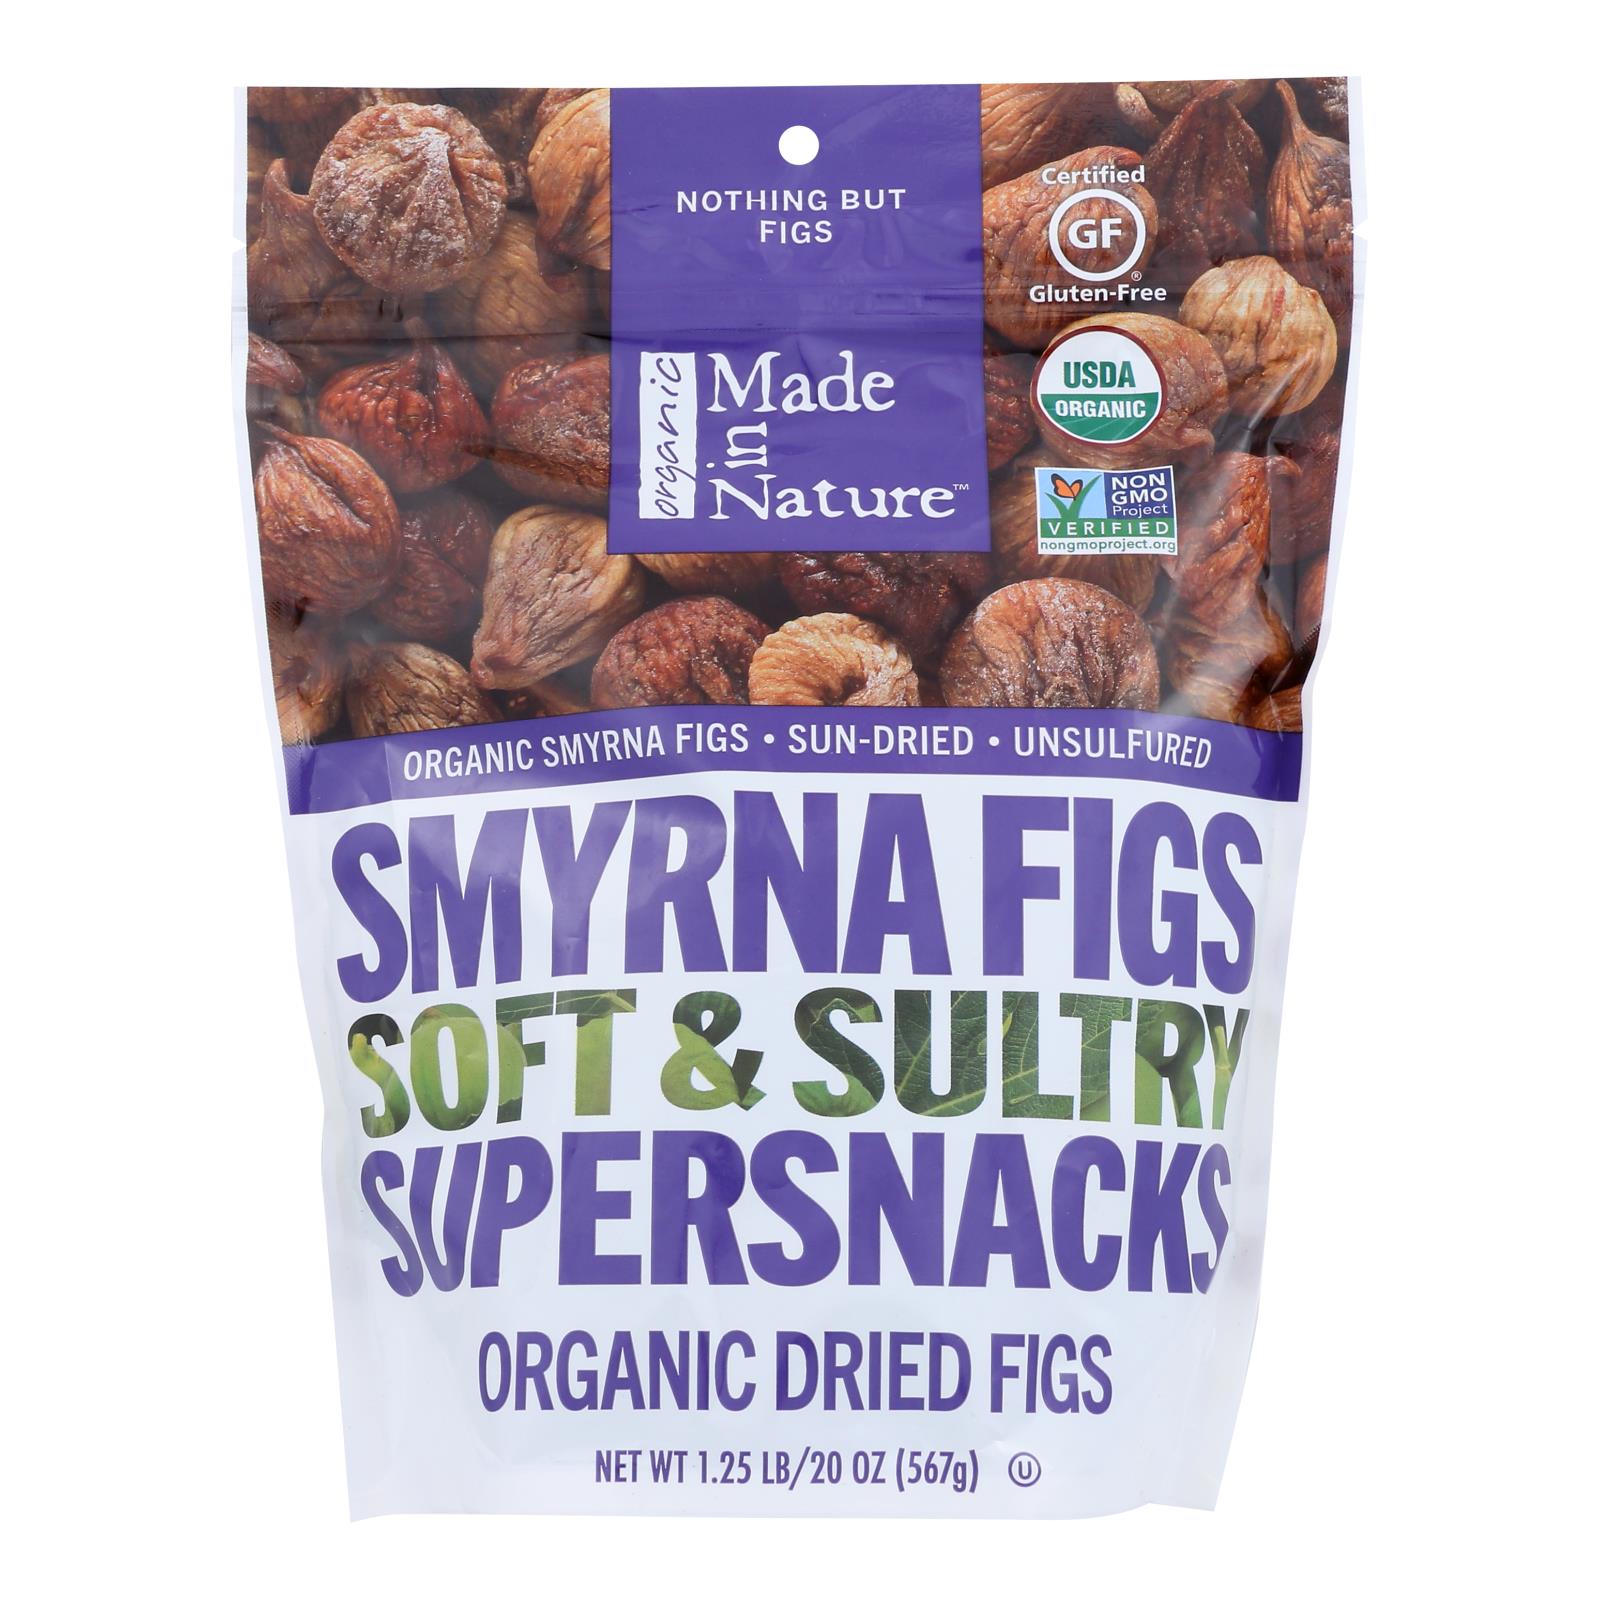 NOTHING BUT
FIGS
Certified
GF
®
Gluten-Free
organic
Made
in
Nature™
USDA
ORGANIC
NON
GMO
Project
VERIFIED
nongmoproject.org
ORGANIC SMYRNA FIGS • SUN-DRIED • UNSULFURED
SMYRNA FIGS
SOFT & SULTRY
SUPERSNACKS
ORGANIC DRIED FIGS
NET WT 1.25 LB/20 OZ (567g) U